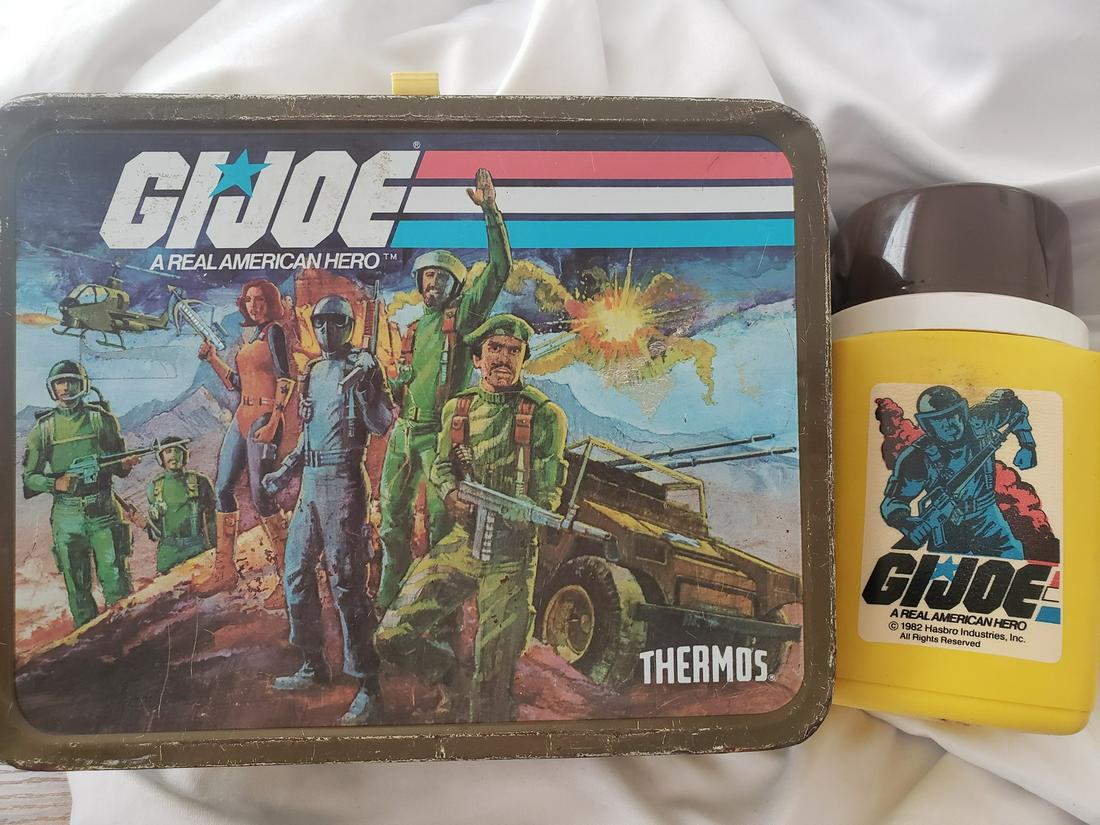 GI JOE®
A REAL AMERICAN HERO™
THERMOS®
GI JOE
A REAL AMERICAN HERO
© 1982 Hasbro Industries, Inc.
All Rights Reserved